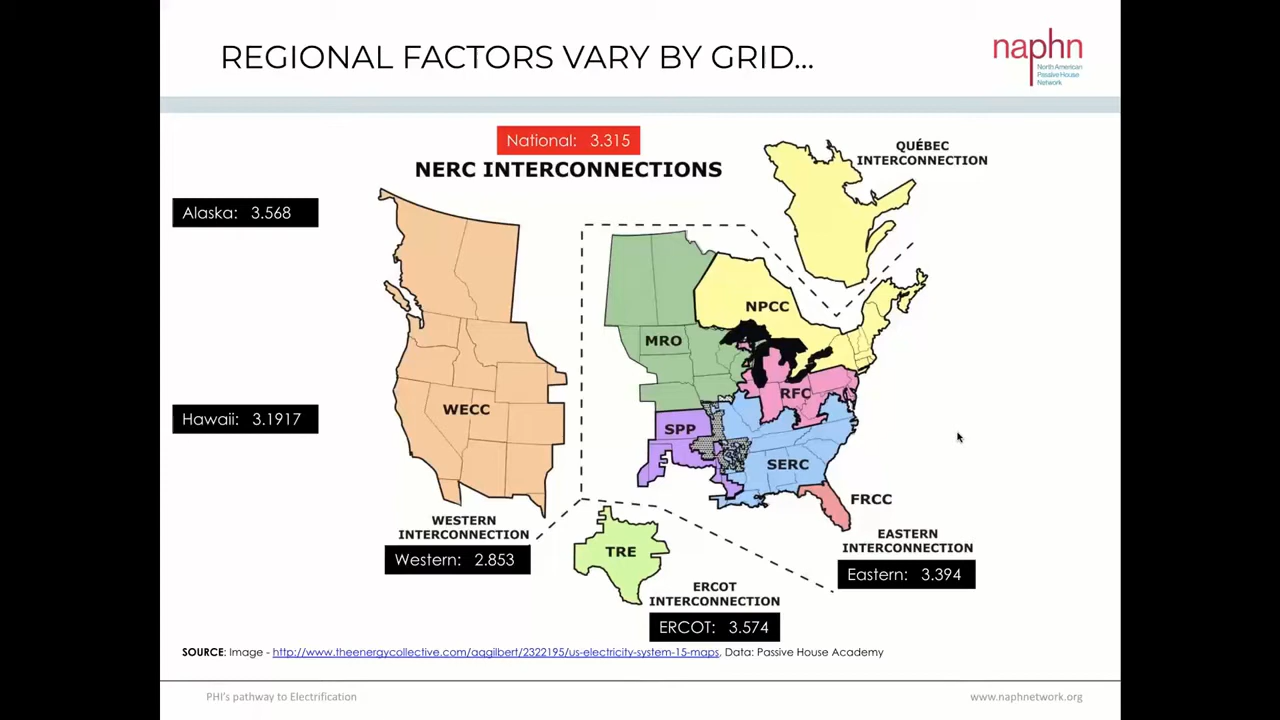 REGIONAL FACTORS VARY BY GRID...
naphn
North American
Passive House
Network
National: 3.315
NERC INTERCONNECTIONS
QUÉBEC
INTERCONNECTION
Alaska: 3.568
NPCC
MRO
RFC
WECC
Hawaii: 3.1917
SPP
SERC
FRCC
WESTERN
INTERCONNECTION
Western: 2.853
EASTERN
INTERCONNECTION
Eastern: 3.394
TRE
ERCOT
INTERCONNECTION
ERCOT: 3.574
SOURCE: Image - http://www.theenergycollective.com/aggilbert/2322195/us-electricity-system-15-maps. Data: Passive House Academy
PHI's pathway to Electrification
www.naphnetwork.org